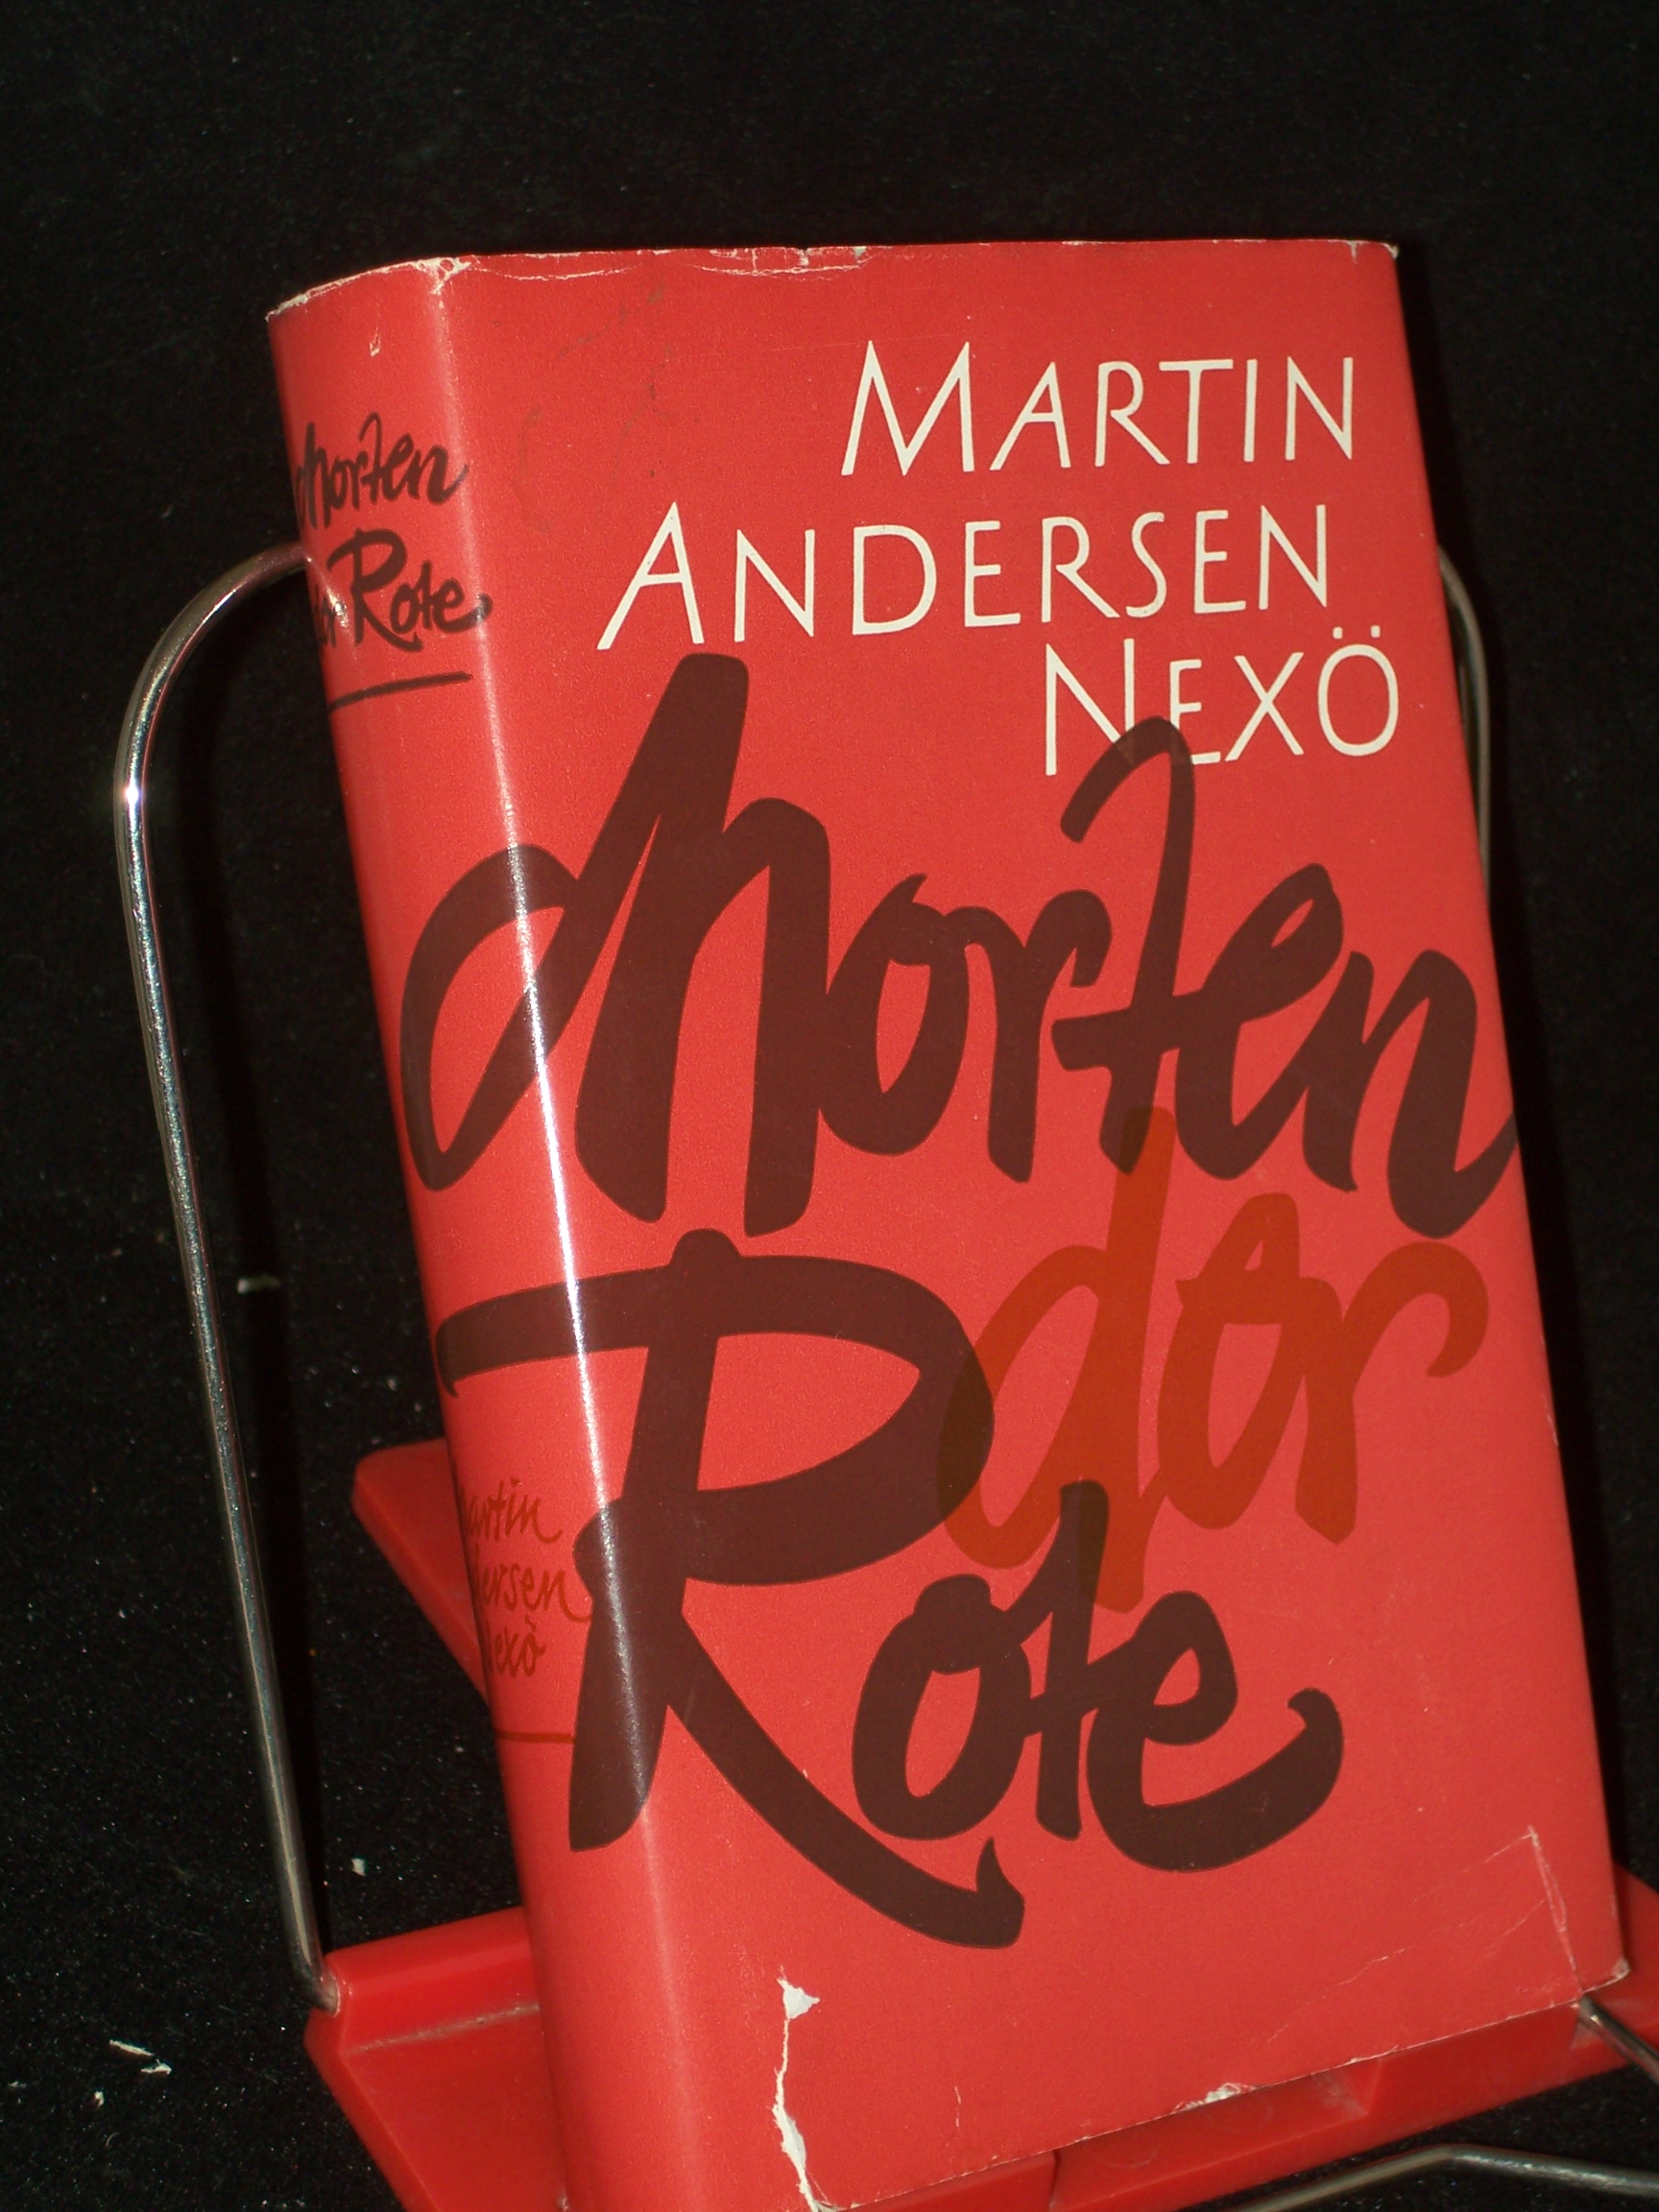 Morten
der Rote
Martin
Andersen
Nexö
MARTIN
ANDERSEN
NEXÖ
Morten
der
Rote